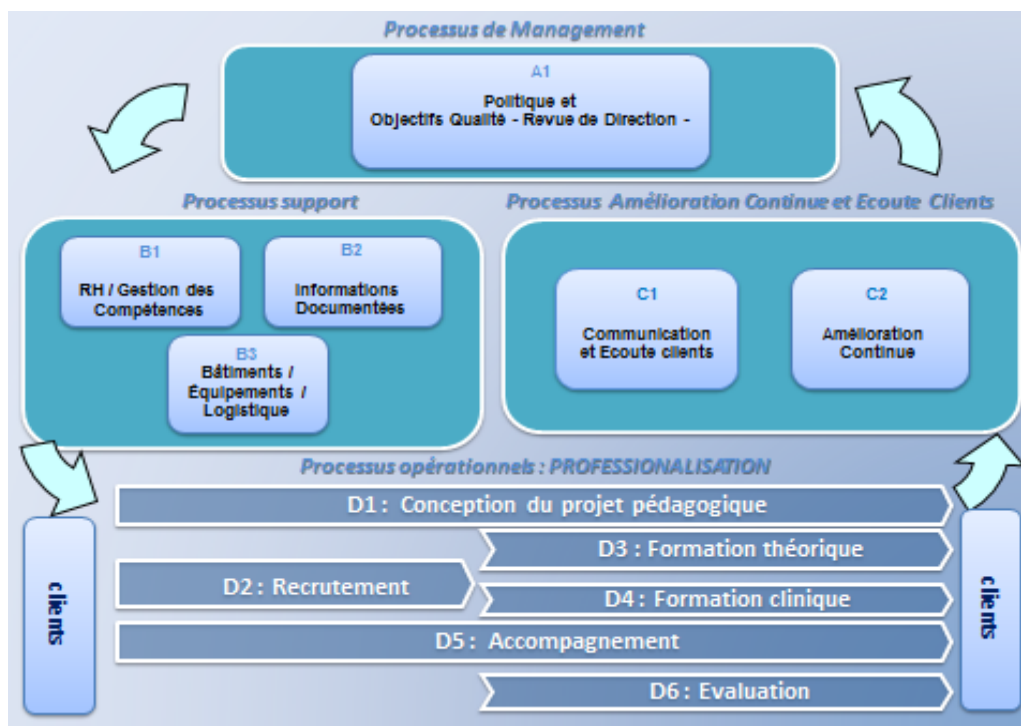 Processus de Management
A1
Politique et
Objectifs Qualité - Revue de Direction -
Processus support
B1
RH / Gestion des
Compétences
B2
Informations
Documentées
B3
Bâtiments /
Équipements /
Logistique
Processus Amélioration Continue et Ecoute Clients
C1
Communication
et Ecoute clients
C2
Amélioration
Continue
Processus opérationnels : PROFESSIONALISATION
clients
D1 : Conception du projet pédagogique
D3 : Formation théorique
D2 : Recrutement
D4 : Formation clinique
D5 : Accompagnement
D6 : Evaluation
clients